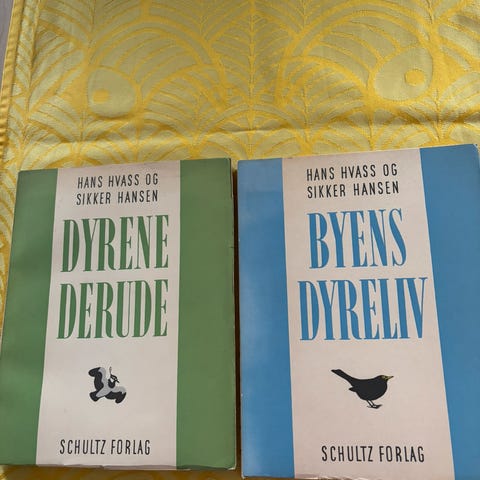 HANS HVASS OG
SIKKER HANSEN
DYRENE
DERUDE
SCHULTZ FORLAG
HANS HVASS OG
SIKKER HANSEN
BYENS
DYRELIV
SCHULTZ FORLAG